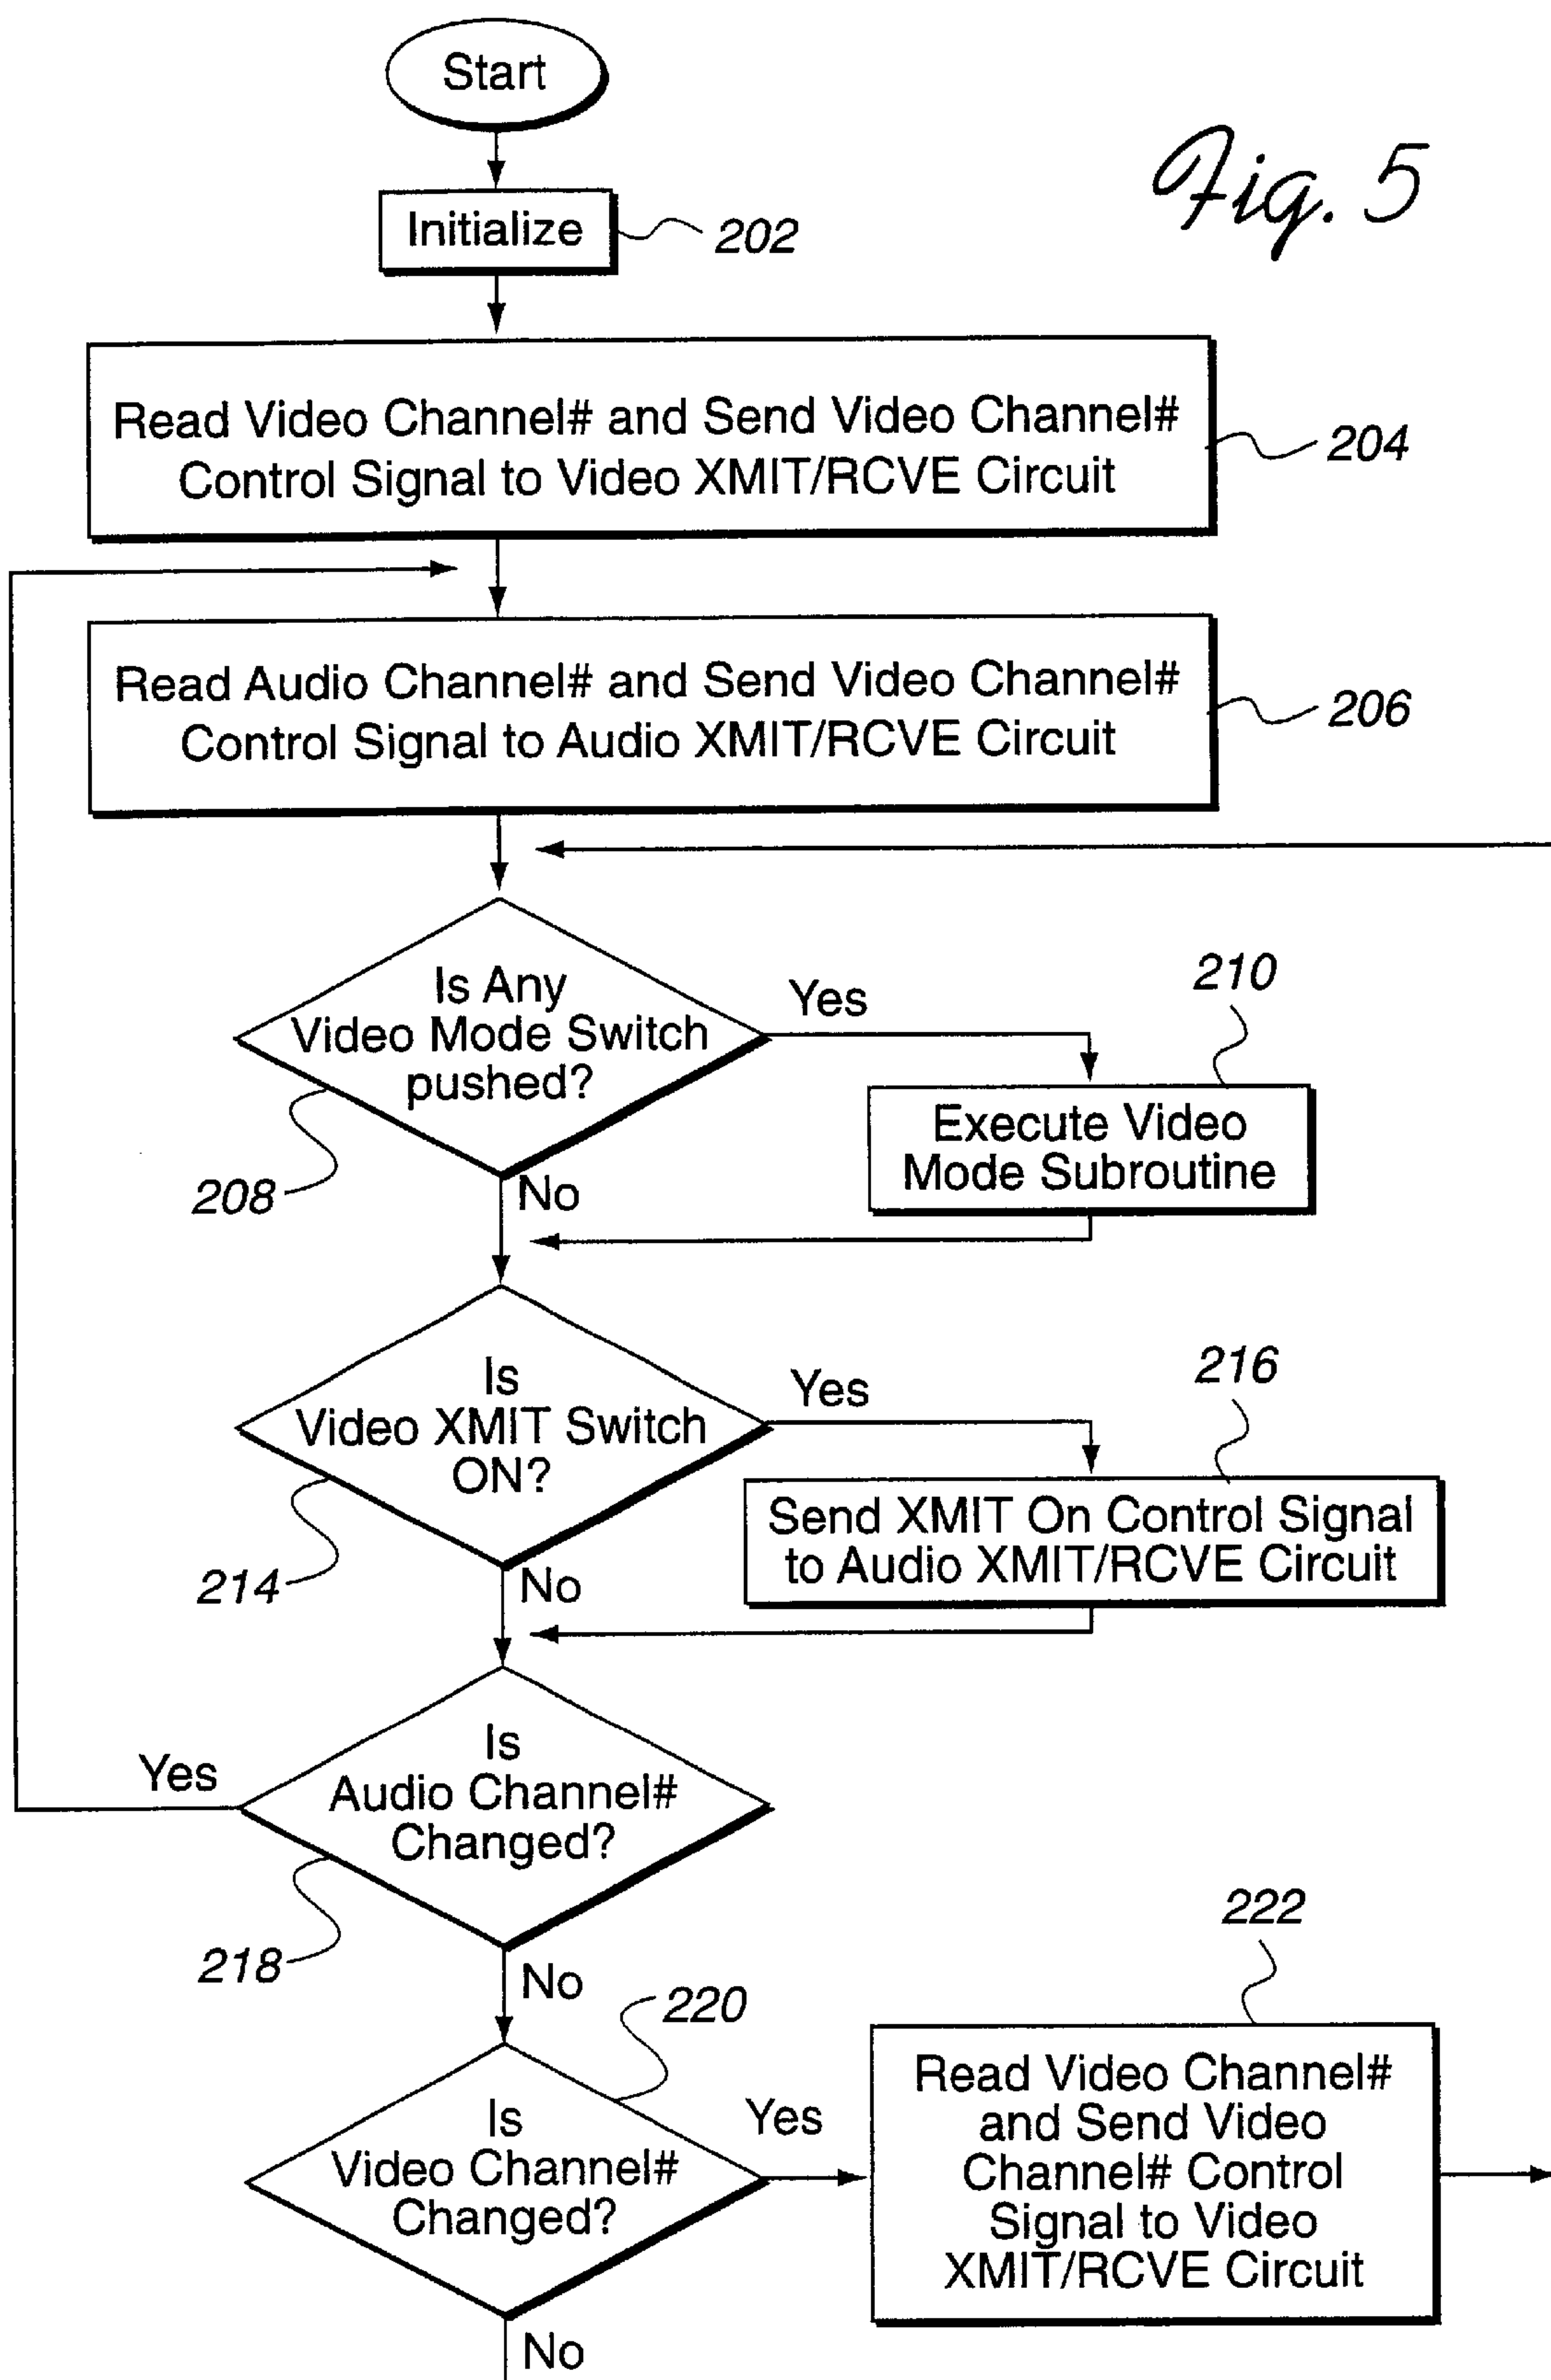 Start
Fig. 5
Initialize
202
Read Video Channel# and Send Video Channel#
Control Signal to Video XMIT/RCVE Circuit
204
Read Audio Channel# and Send Video Channel#
Control Signal to Audio XMIT/RCVE Circuit
206
Is Any
Video Mode Switch
pushed?
Yes
210
208
No
Execute Video
Mode Subroutine
Is
Video XMIT Switch
ON?
Yes
216
214
No
Send XMIT On Control Signal
to Audio XMIT/RCVE Circuit
Is
Audio Channel#
Changed?
Yes
218
No
220
222
Is
Video Channel#
Changed?
Yes
Read Video Channel#
and Send Video
Channel# Control
Signal to Video
XMIT/RCVE Circuit
No